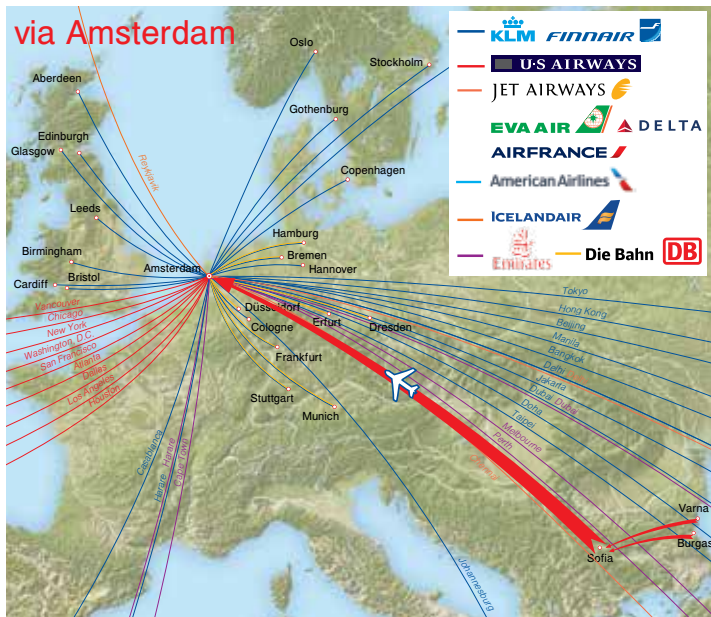 via Amsterdam
KLM FINNAIR
U·S AIRWAYS
JET AIRWAYS
EVA AIR DELTA
AIRFRANCE
American Airlines
ICELANDAIR
Emirates Die Bahn DB
Oslo
Stockholm
Aberdeen
Gothenburg
Edinburgh
Glasgow
Reykjavik
Copenhagen
Leeds
Hamburg
Birmingham
Bremen
Amsterdam
Hannover
Cardiff
Bristol
Tokyo
Vancouver
Chicago
New York
Washington, D.C.
San Francisco
Atlanta
Dallas
Los Angeles
Houston
Düsseldorf
Cologne
Erfurt
Dresden
Frankfurt
Stuttgart
Munich
Hong Kong
Beijing
Manila
Bangkok
Delhi
Jakarta
Dubai Dubai
Doha
Taipei
Melbourne
Perth
Casablanca
Harare
Harare
Cape Town
Johannesburg
Varna
Burgas
Sofia